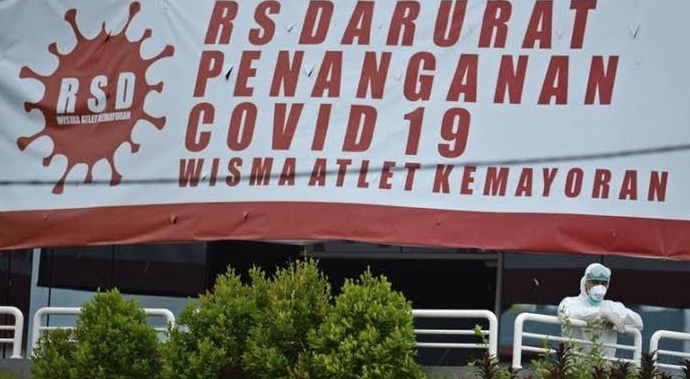 RSD
WISMA ATLET KEMAYORAN
RS DARURAT
PENANGANAN
COVID 19
WISMA ATLET KEMAYORAN